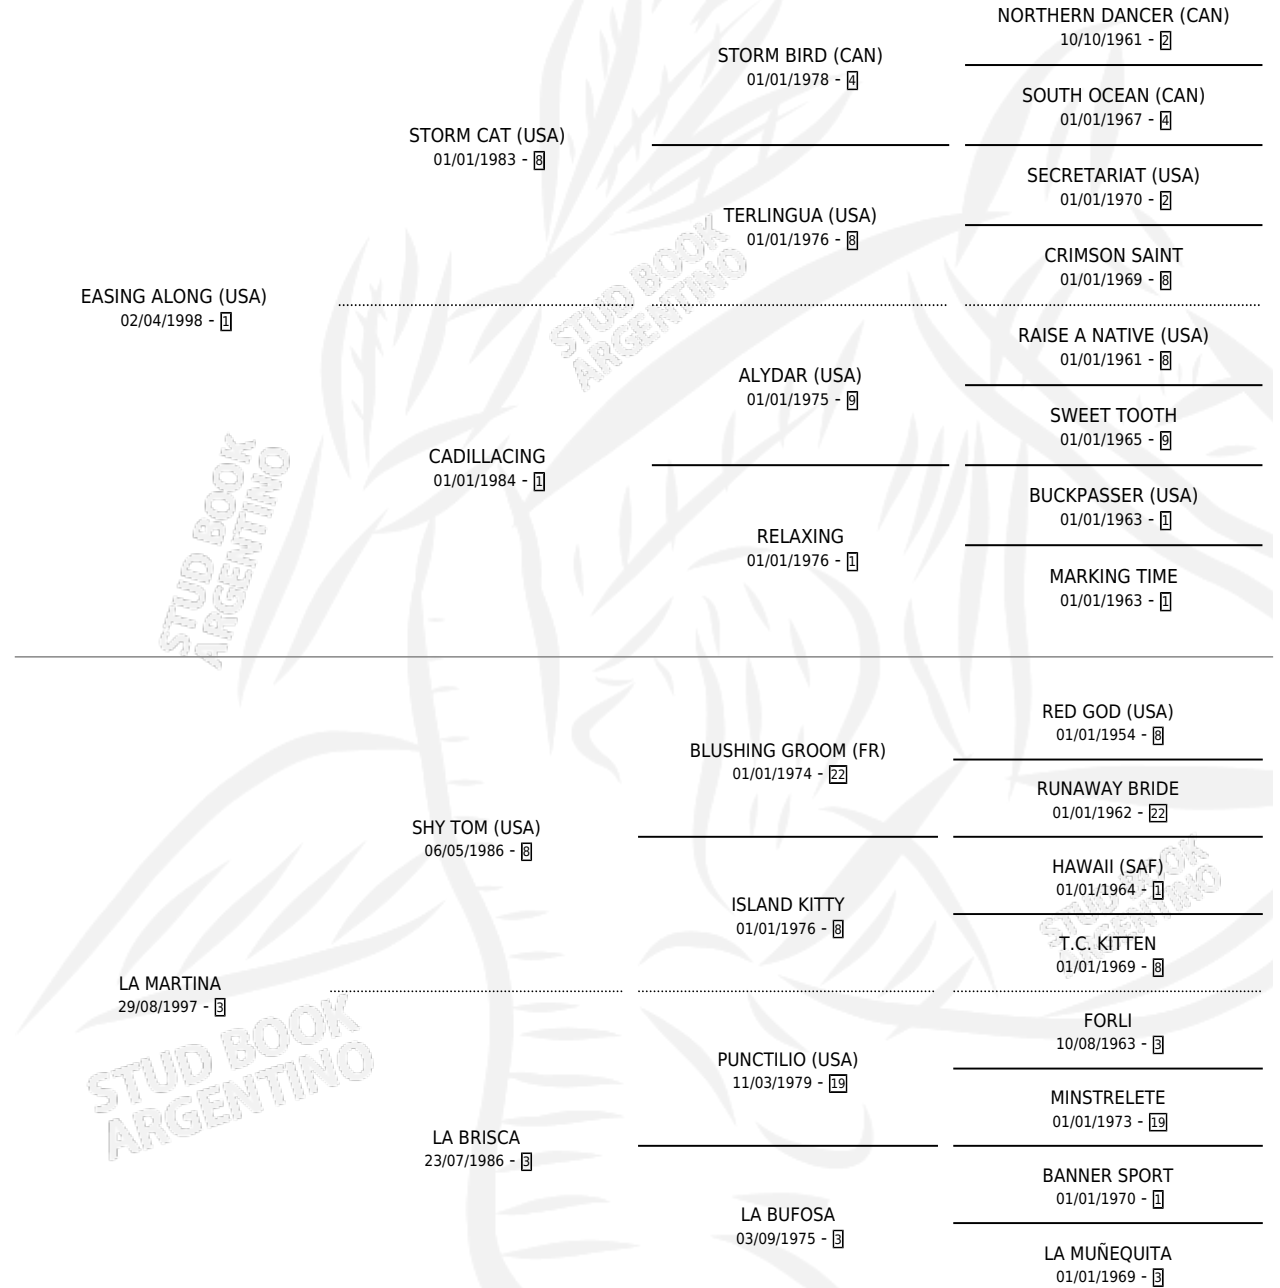 NORTHERN DANCER (CAN)
10/10/1961 - 2
STORM BIRD (CAN)
01/01/1978 - 4
SOUTH OCEAN (CAN)
01/01/1967 - 4
STORM CAT (USA)
01/01/1983 - 8
SECRETARIAT (USA)
01/01/1970 - 2
TERLINGUA (USA)
01/01/1976 - 8
CRIMSON SAINT
01/01/1969 - 8
EASING ALONG (USA)
02/04/1998 - 1
STUD BOOK
ARGENTINO
RAISE A NATIVE (USA)
01/01/1961 - 8
ALYDAR (USA)
01/01/1975 - 9
SWEET TOOTH
01/01/1965 - 9
CADILLACING
01/01/1984 - 1
BUCKPASSER (USA)
01/01/1963 - 1
RELAXING
01/01/1976 - 1
MARKING TIME
01/01/1963 - 1
STUD BOOK
ARGENTINO
RED GOD (USA)
01/01/1954 - 8
BLUSHING GROOM (FR)
01/01/1974 - 22
RUNAWAY BRIDE
01/01/1962 - 22
SHY TOM (USA)
06/05/1986 - 8
HAWAII (SAF)
01/01/1964 - 1
ISLAND KITTY
01/01/1976 - 8
STUD BOOK
ARGENTINO
T.C. KITTEN
01/01/1969 - 8
LA MARTINA
29/08/1997 - 3
FORLI
10/08/1963 - 3
PUNCTILIO (USA)
11/03/1979 - 19
STUD BOOK
ARGENTINO
MINSTRELETE
01/01/1973 - 19
LA BRISCA
23/07/1986 - 3
BANNER SPORT
01/01/1970 - 1
LA BUFOSA
03/09/1975 - 3
LA MUÑEQUITA
01/01/1969 - 3